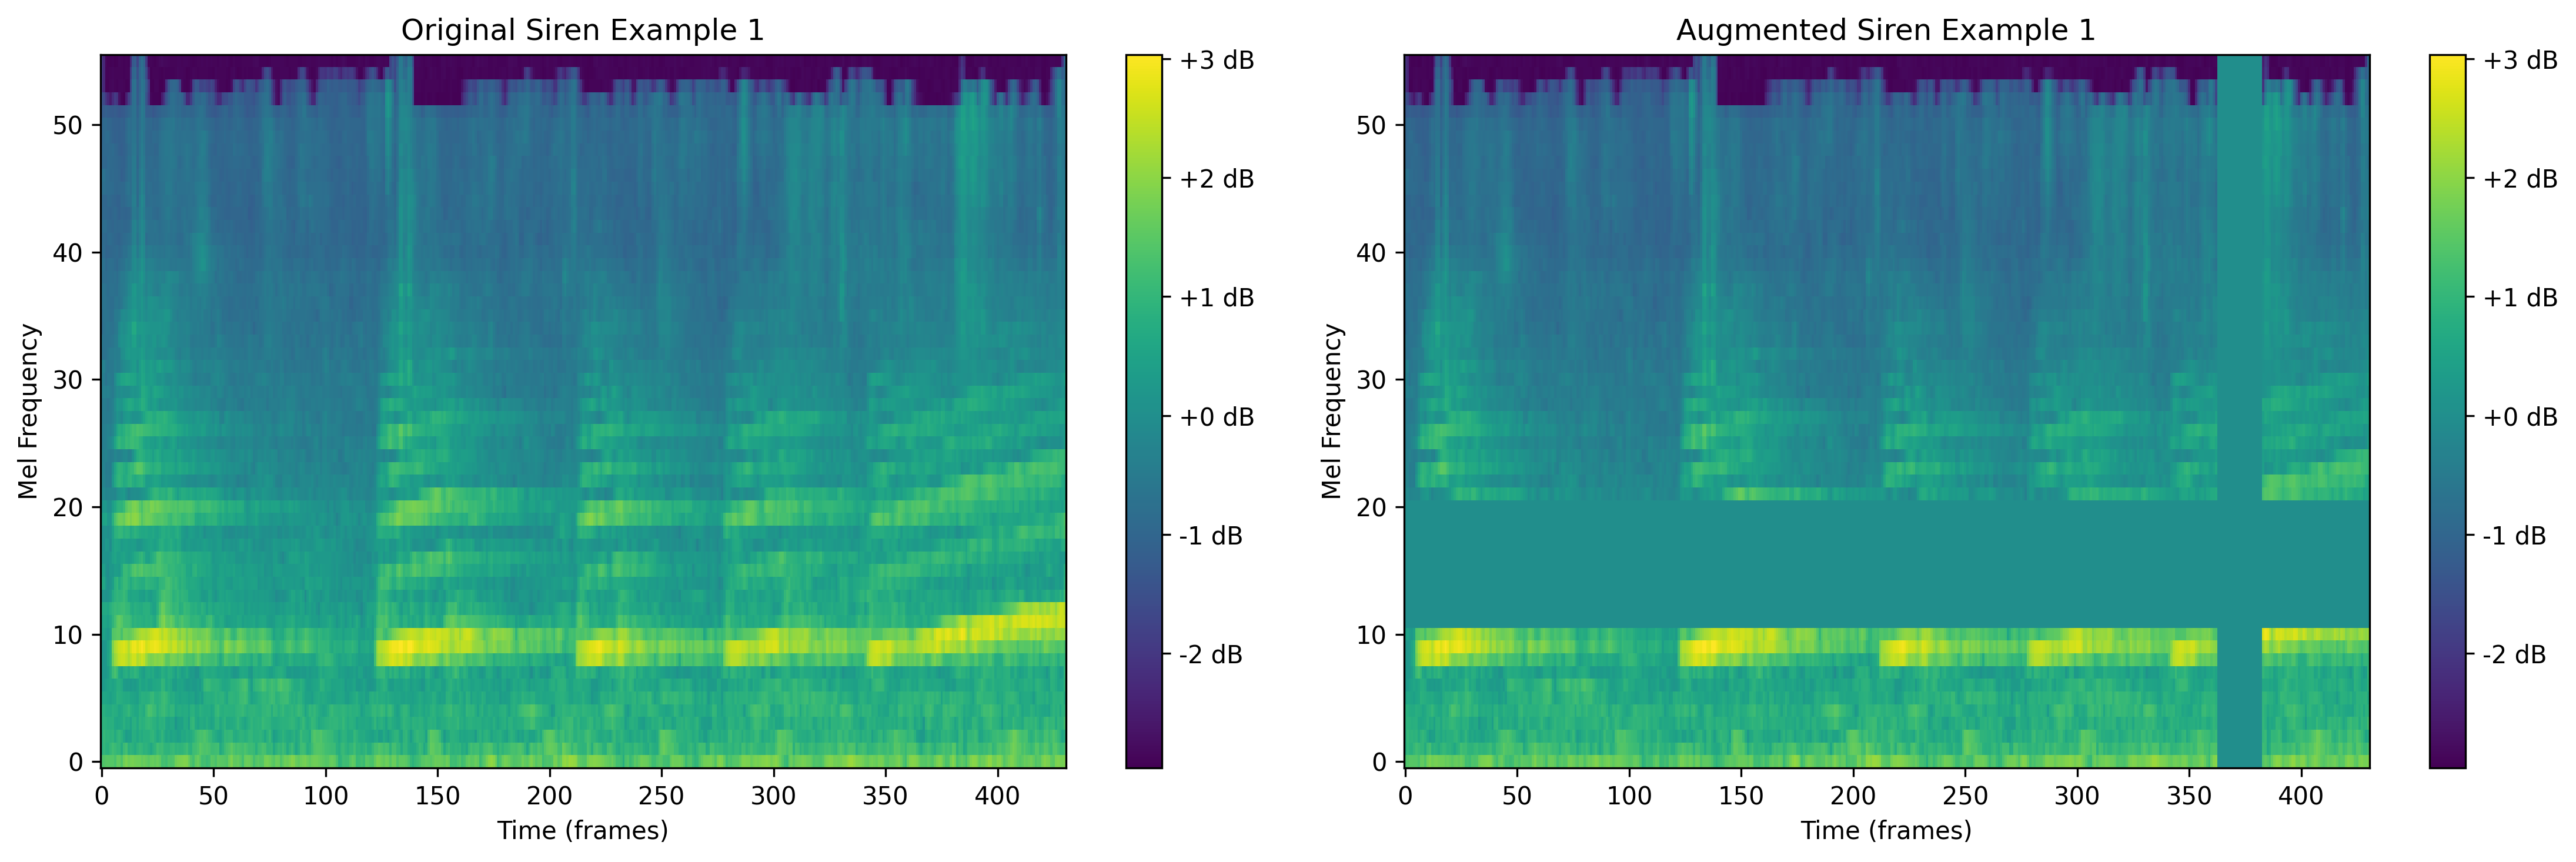 Original Siren Example 1
Mel Frequency
50
40
30
20
10
0
0 50 100 150 200 250 300 350 400
Time (frames)
+3 dB
+2 dB
+1 dB
+0 dB
-1 dB
-2 dB
Augmented Siren Example 1
Mel Frequency
50
40
30
20
10
0
0 50 100 150 200 250 300 350 400
Time (frames)
+3 dB
+2 dB
+1 dB
+0 dB
-1 dB
-2 dB